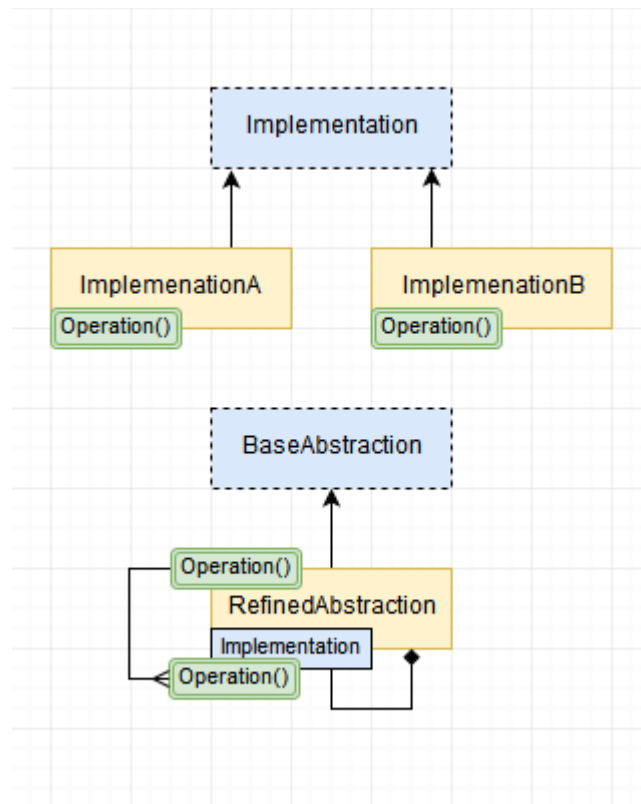 Implementation
ImplemenationA
ImplemenationB
Operation()
Operation()
BaseAbstraction
Operation()
RefinedAbstraction
Implementation
Operation()